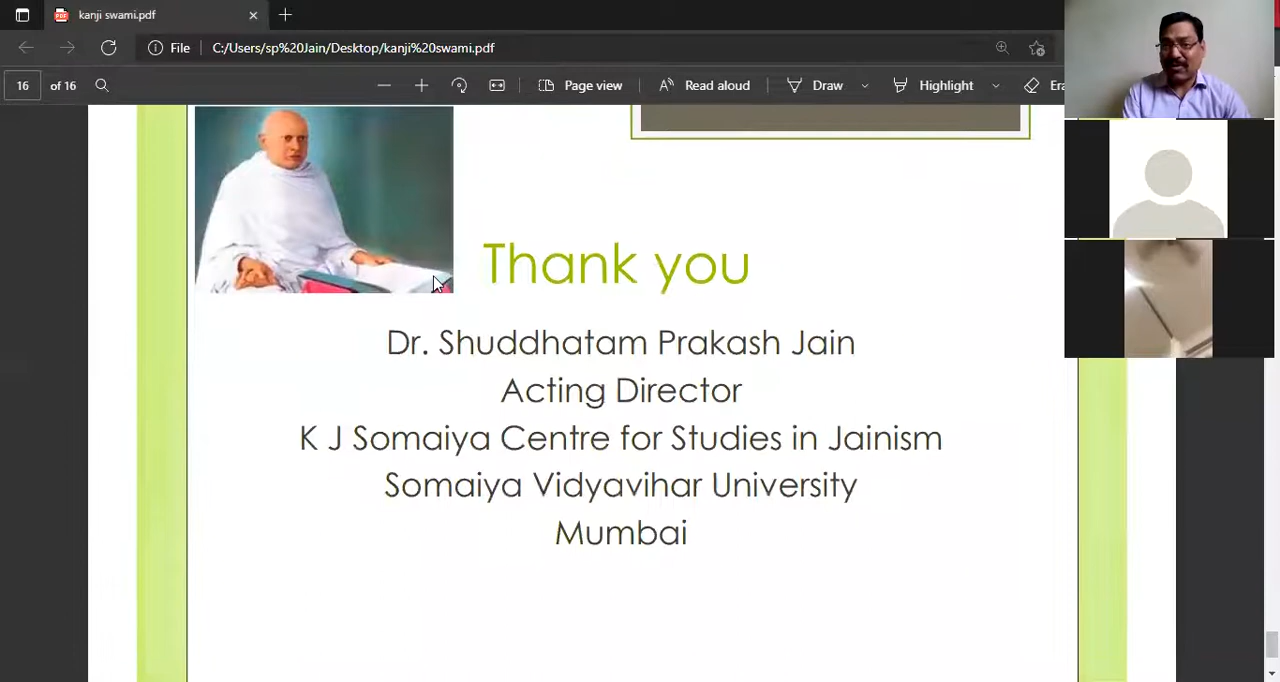 kanji swami.pdf
File
C:/Users/sp%20Jain/Desktop/kanji%20swami.pdf
16 of 16
Page view
Read aloud
Draw
Highlight
Thank you
Dr. Shuddhatam Prakash Jain
Acting Director
K J Somaiya Centre for Studies in Jainism
Somaiya Vidyavihar University
Mumbai